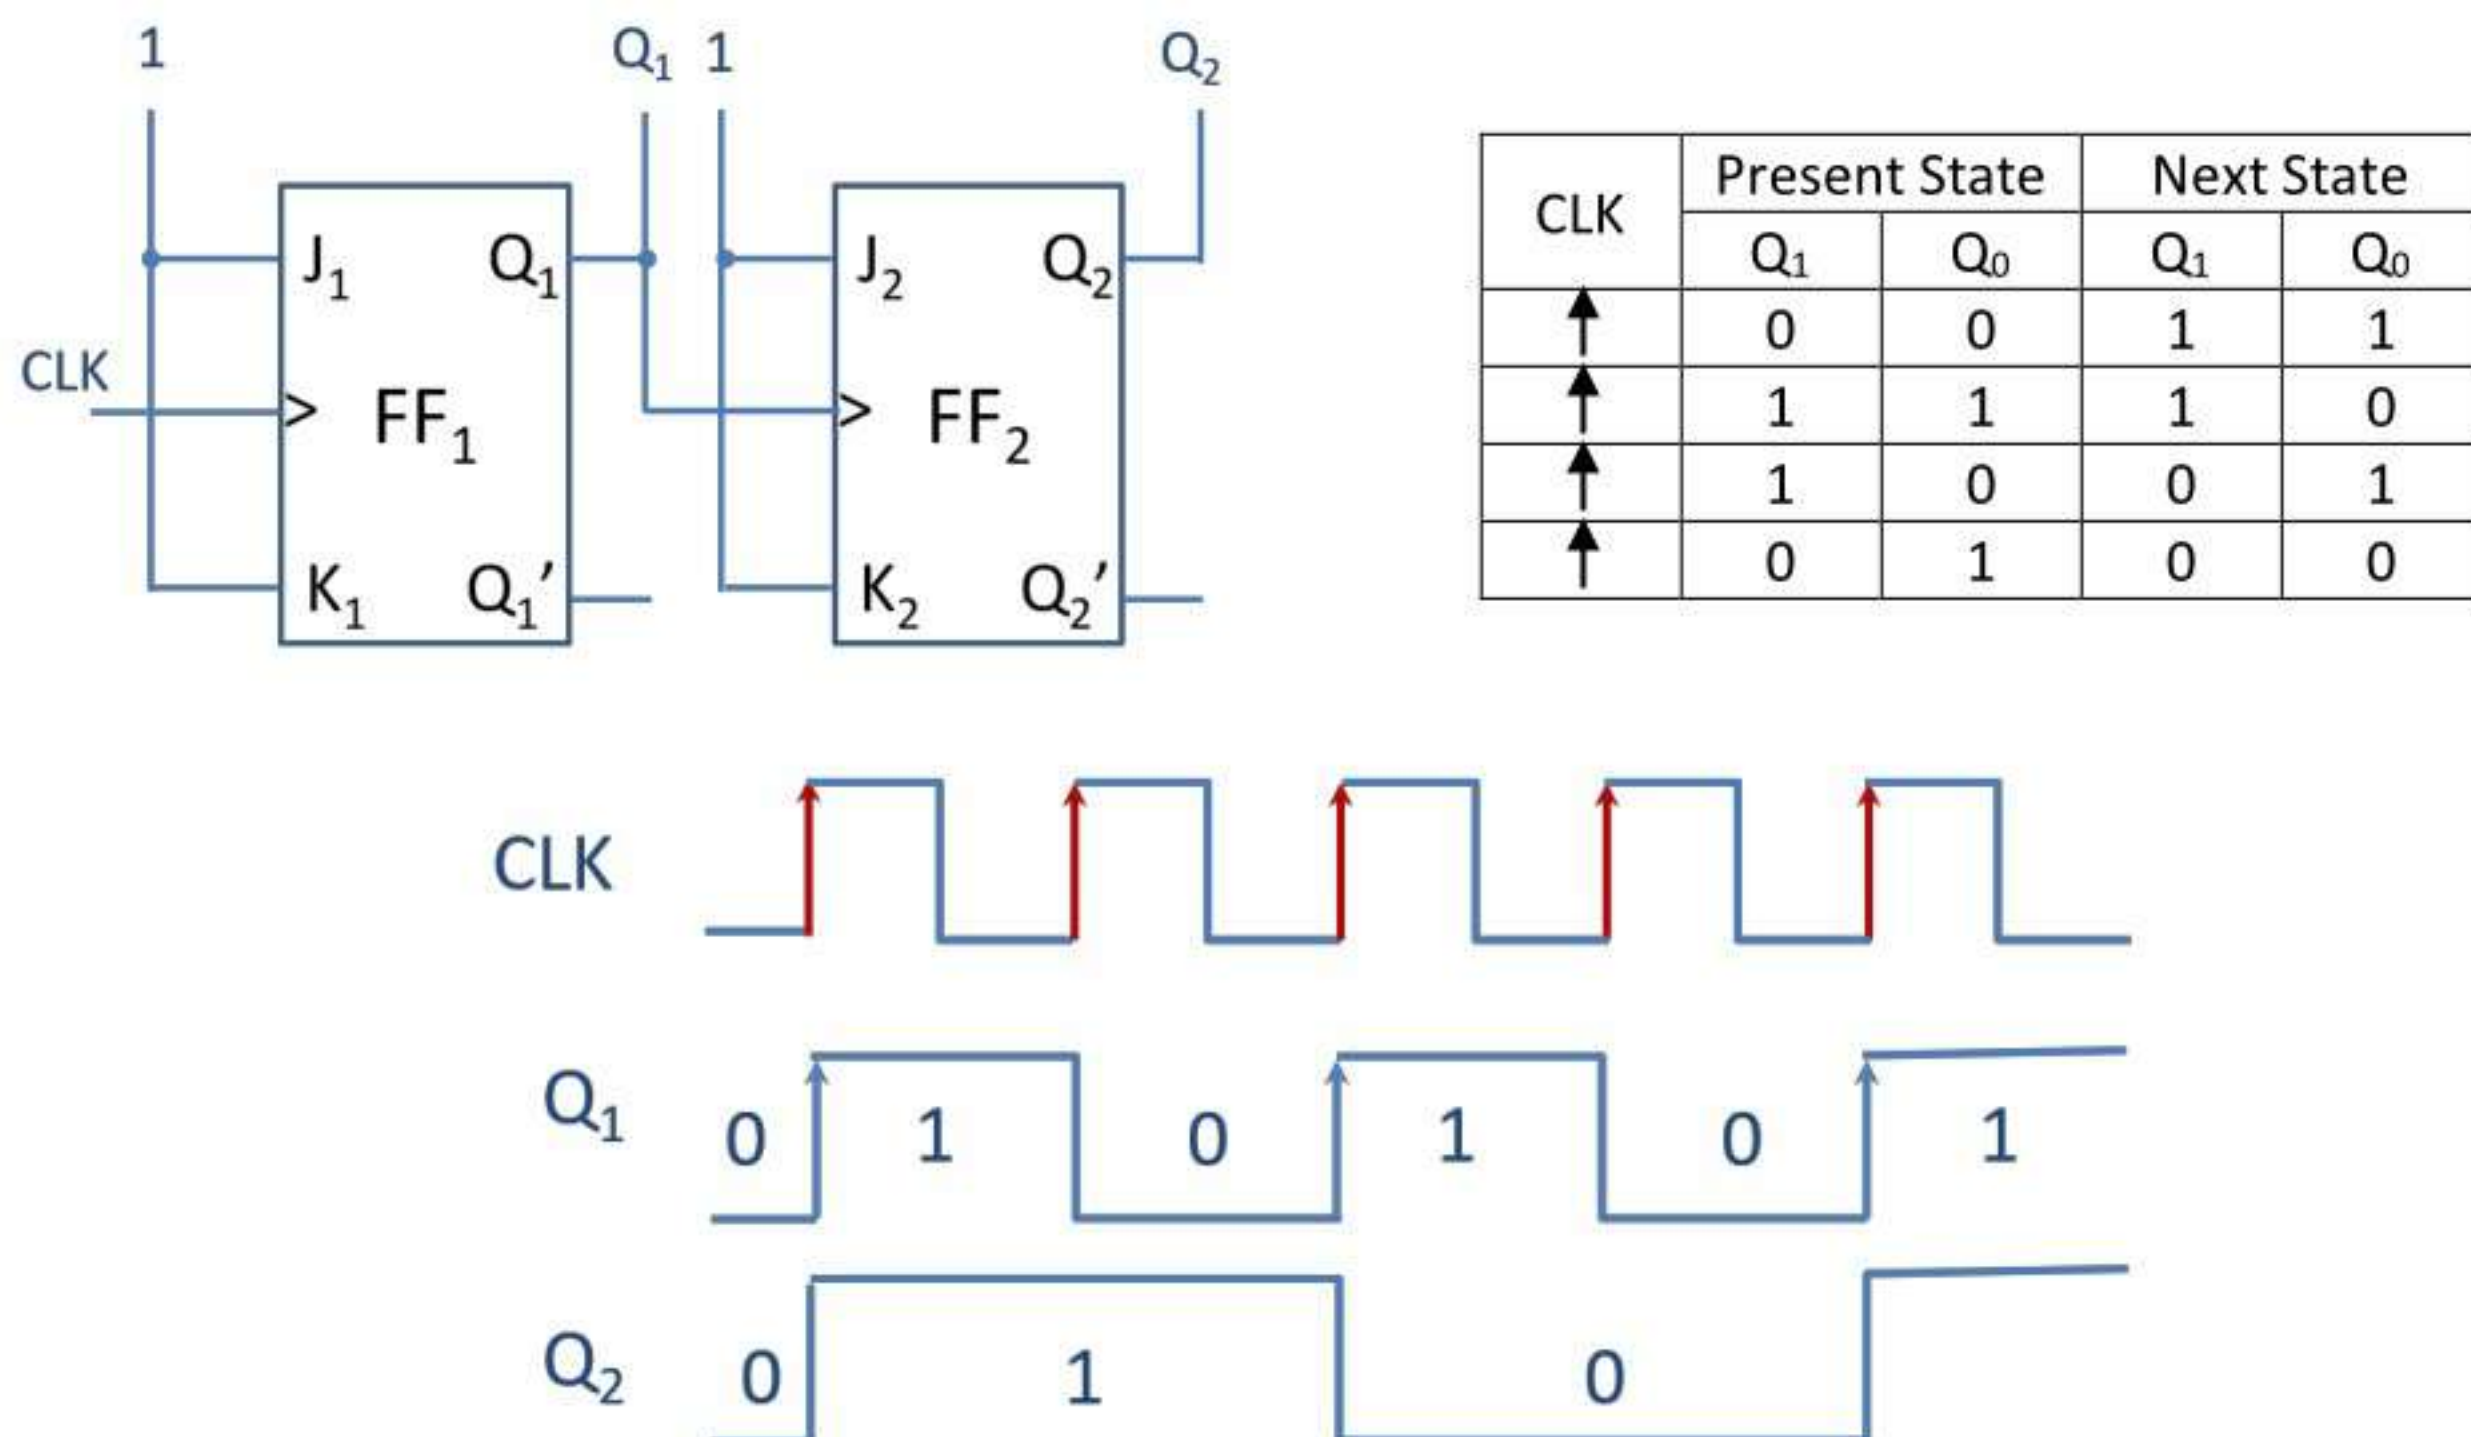 1 Q₁ 1 Q₂
J₁ Q₁ J₂ Q₂
CLK > FF₁ > FF₂
K₁ Q₁’ K₂ Q₂’
CLK Present State Next State
Q₁ Q₀ Q₁ Q₀
↑ 0 0 1 1
↑ 1 1 1 0
↑ 1 0 0 1
↑ 0 1 0 0
CLK
Q₁ 0 1 0 1 0 1
Q₂ 0 1 0